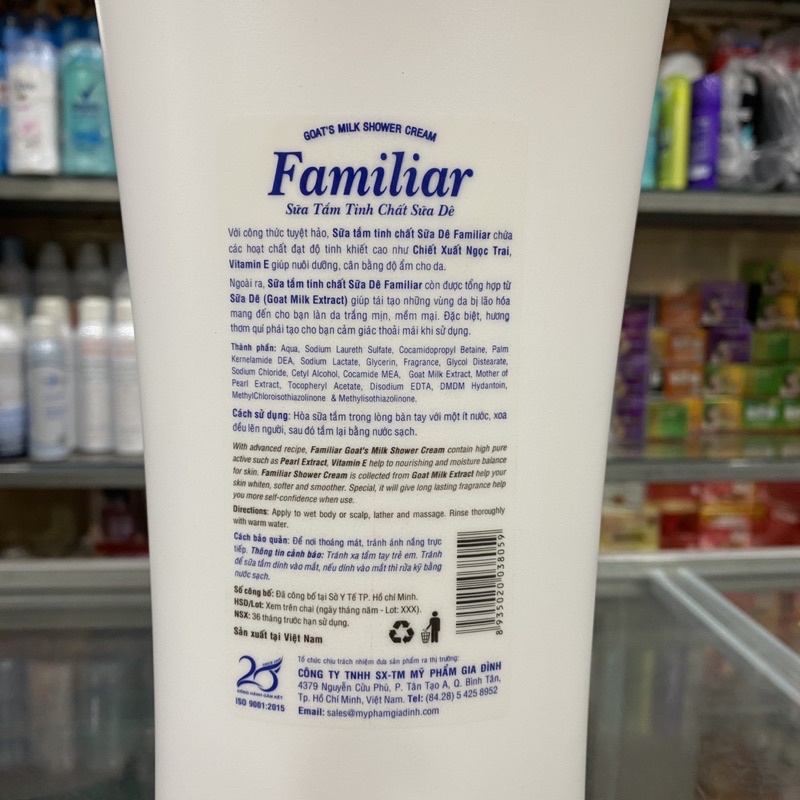 GOAT'S MILK SHOWER CREAM
Familiar
Sữa Tắm Tinh Chất Sữa Dê
Với công thức tuyệt hảo, Sữa tắm tinh chất Sữa Dê Familiar chứa
các hoạt chất đạt độ tinh khiết cao như Chiết Xuất Ngọc Trai,
Vitamin E giúp nuôi dưỡng, cân bằng độ ẩm cho da.
Ngoài ra, Sữa tắm tinh chất Sữa Dê Familiar còn được tổng hợp từ
Sữa Dê (Goat Milk Extract) giúp tái tạo những vùng da bị lão hóa
mang đến cho bạn làn da trắng mịn, mềm mại. Đặc biệt, hương
thơm quí phái tạo cho bạn cảm giác thoải mái khi sử dụng.
Thành phần: Aqua, Sodium Laureth Sulfate, Cocamidopropyl Betaine, Palm
Kernelamide DEA, Sodium Lactate, Glycerin, Fragrance, Glycol Distearate,
Sodium Chloride, Cetyl Alcohol, Cocamide MEA, Goat Milk Extract, Mother of
Pearl Extract, Tocopheryl Acetate, Disodium EDTA, DMDM Hydantoin,
MethylChloroisothiazolinone & Methylisothiazolinone.
Cách sử dụng: Hòa sữa tắm trong lòng bàn tay với một ít nước, xoa
đều lên người, sau đó tắm lại bằng nước sạch.
With advanced recipe, Familiar Goat's Milk Shower Cream contain high pure
active such as Pearl Extract, Vitamin E help to nourishing and moisture balance
for skin. Familiar Shower Cream is collected from Goat Milk Extract help your
skin whiten, softer and smoother. Special, it will give long lasting fragrance help
you more self-confidence when use.
Directions: Apply to wet body or scalp, lather and massage. Rinse thoroughly
with warm water.
Cách bảo quản: Để nơi thoáng mát, tránh ánh nắng trực
tiếp. Thông tin cảnh báo: Tránh xa tầm tay trẻ em. Tránh
để sữa tắm dính vào mắt, nếu dính vào mắt thì rửa kỹ bằng
nước sạch.
Số công bố: Đã công bố tại Sở Y Tế TP. Hồ chí Minh.
HSD/Lot: Xem trên chai (ngày tháng năm - Lot: XXX).
NSX: 36 tháng trước hạn sử dụng.
Sản xuất tại Việt Nam
8 935020 038059
20
ĐỒNG HÀNH GẮN KẾT
ISO 9001:2015
Tổ chức chịu trách nhiệm đưa sản phẩm ra thị trường:
CÔNG TY TNHH SX-TM MỸ PHẨM GIA ĐÌNH
4379 Nguyễn Cửu Phú, P. Tân Tạo A, Q. Bình Tân,
Tp. Hồ Chí Minh, Việt Nam. Tel: (84.28) 5 425 8952
Email: sales@myphamgiadinh.com